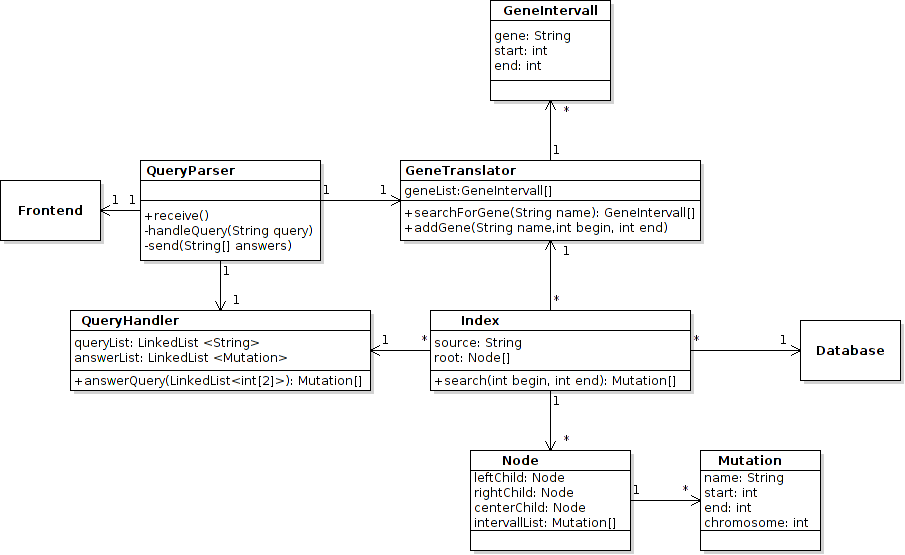 GeneIntervall
gene: String
start: int
end: int
*
1
QueryParser
+receive()
-handleQuery(String query)
-send(String[] answers)
1
1
GeneTranslator
geneList:GeneIntervall[]
+searchForGene(String name): GeneIntervall[]
+addGene(String name,int begin, int end)
Frontend
1
1
1
1
1
*
QueryHandler
queryList: LinkedList <String>
answerList: LinkedList <Mutation>
+answerQuery(LinkedList<int[2]>): Mutation[]
1
*
Index
source: String
root: Node[]
+search(int begin, int end): Mutation[]
*
1
Database
1
*
Node
leftChild: Node
rightChild: Node
centerChild: Node
intervallList: Mutation[]
1
*
Mutation
name: String
start: int
end: int
chromosome: int